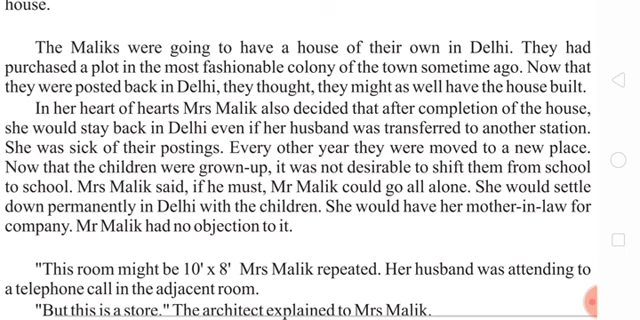 house.
The Maliks were going to have a house of their own in Delhi. They had
purchased a plot in the most fashionable colony of the town sometime ago. Now that
they were posted back in Delhi, they thought, they might as well have the house built.
In her heart of hearts Mrs Malik also decided that after completion of the house,
she would stay back in Delhi even if her husband was transferred to another station.
She was sick of their postings. Every other year they were moved to a new place.
Now that the children were grown-up, it was not desirable to shift them from school
to school. Mrs Malik said, if he must, Mr Malik could go all alone. She would settle
down permanently in Delhi with the children. She would have her mother-in-law for
company. Mr Malik had no objection to it.
"This room might be 10' x 8'  Mrs Malik repeated. Her husband was attending to
a telephone call in the adjacent room.
"But this is a store." The architect explained to Mrs Malik.